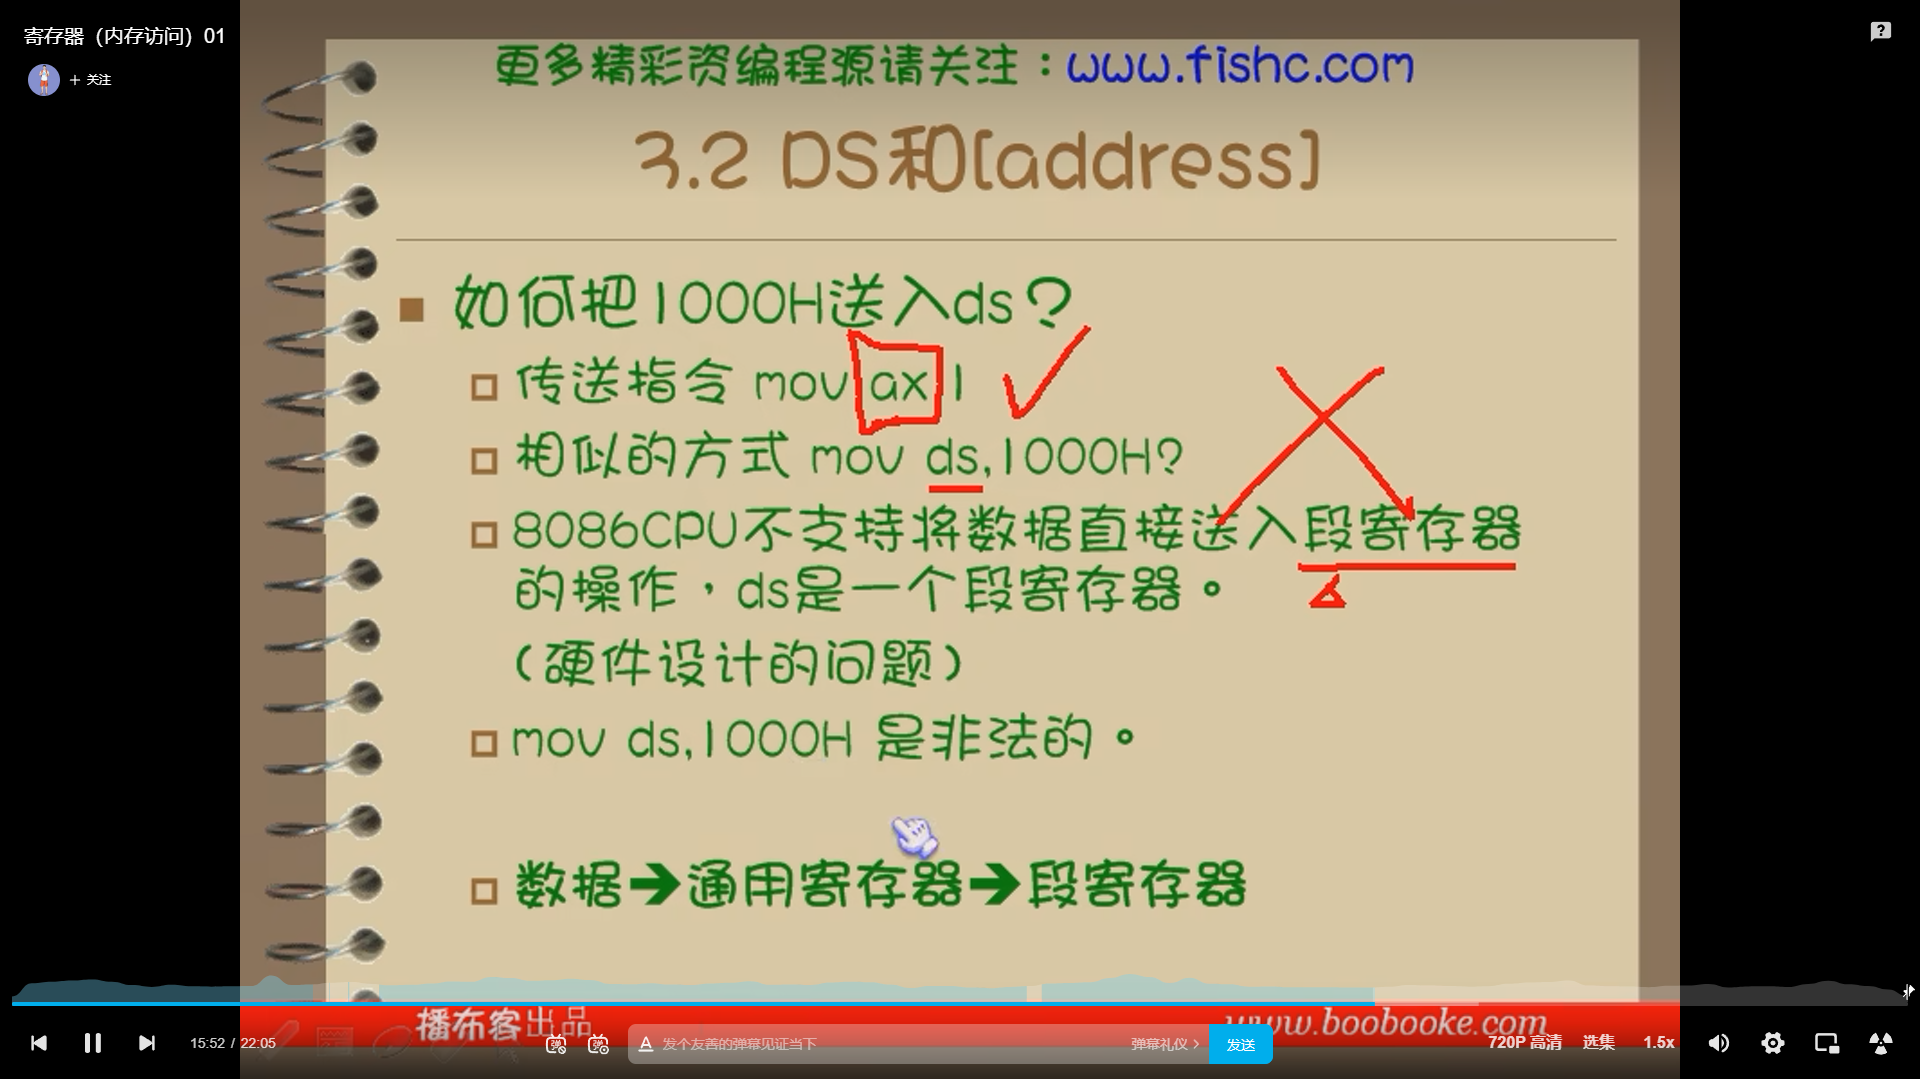 寄存器（内存访问）01
+ 关注
更多精彩资编程源请关注：www.fishc.com
3.2 DS和[address]
如何把1000H送入ds？
传送指令 mov ax 1
相似的方式 mov ds,1000H?
8086CPU不支持将数据直接送入段寄存器
的操作，ds是一个段寄存器。
（硬件设计的问题）
mov ds,1000H 是非法的。
数据➔通用寄存器➔段寄存器
播布客出品
www.boobooke.com
15:52 / 22:05
弹
弹
A
发个友善的弹幕见证当下
弹幕礼仪 >
发送
720P 高清
选集
1.5x